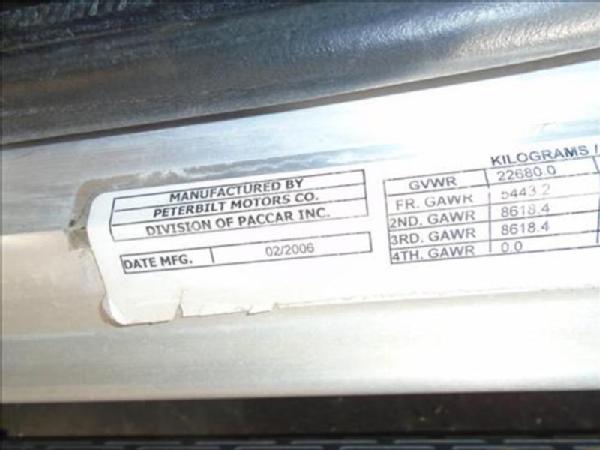 MANUFACTURED BY
PETERBILT MOTORS CO.
DIVISION OF PACCAR INC.
DATE MFG. 02/2006
KILOGRAMS /
GVWR 22680.0
FR. GAWR 5443.2
2ND. GAWR 8618.4
3RD. GAWR 8618.4
4TH. GAWR 0.0